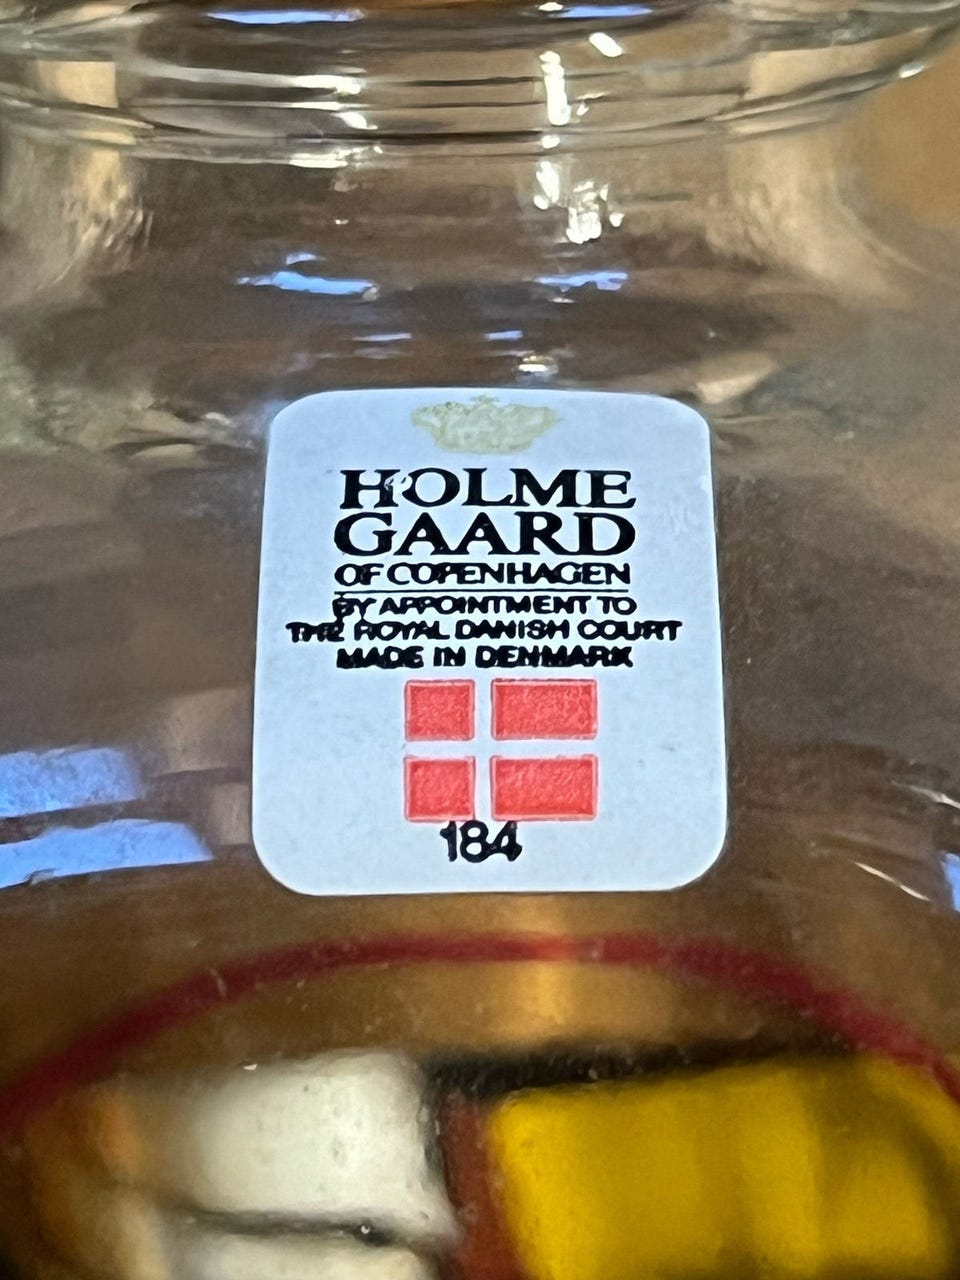 HOLME
GAARD
OF COPENHAGEN
BY APPOINTMENT TO
THE ROYAL DANISH COURT
MADE IN DENMARK
184